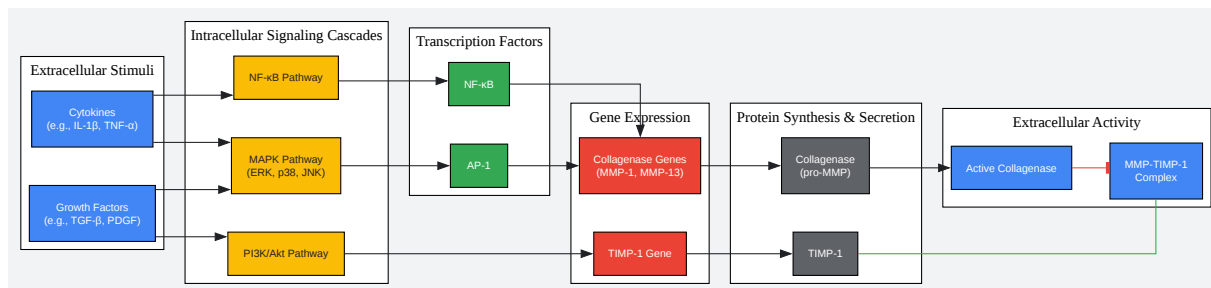 Extracellular Stimuli
Cytokines
(e.g., IL-1β, TNF-α)
Growth Factors
(e.g., TGF-β, PDGF)
Intracellular Signaling Cascades
NF-κB Pathway
MAPK Pathway
(ERK, p38, JNK)
PI3K/Akt Pathway
Transcription Factors
NF-κB
AP-1
Gene Expression
Collagenase Genes
(MMP-1, MMP-13)
TIMP-1 Gene
Protein Synthesis & Secretion
Collagenase
(pro-MMP)
TIMP-1
Extracellular Activity
Active Collagenase
MMP-TIMP-1
Complex